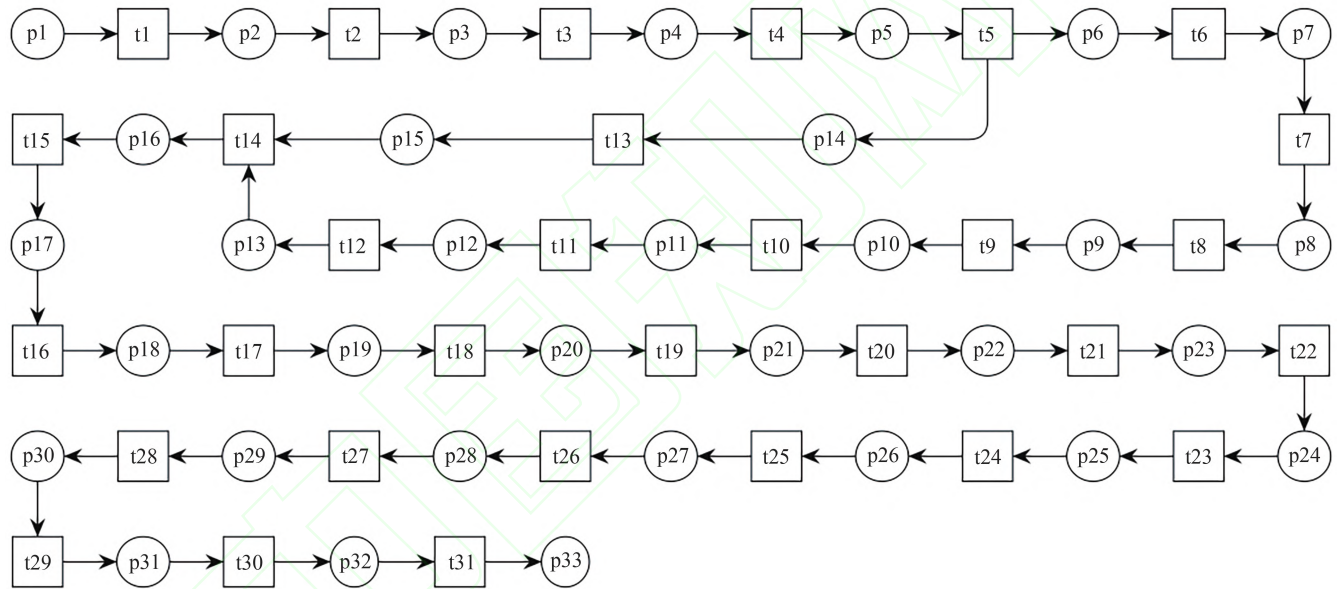 p1 t1 p2 t2 p3 t3 p4 t4 p5 t5 p6 t6 p7
t15 p16 t14 p15 t13 p14 t7
p17 p13 t12 p12 t11 p11 t10 p10 t9 p9 t8 p8
t16 p18 t17 p19 t18 p20 t19 p21 t20 p22 t21 p23 t22
p30 t28 p29 t27 p28 t26 p27 t25 p26 t24 p25 t23 p24
t29 p31 t30 p32 t31 p33